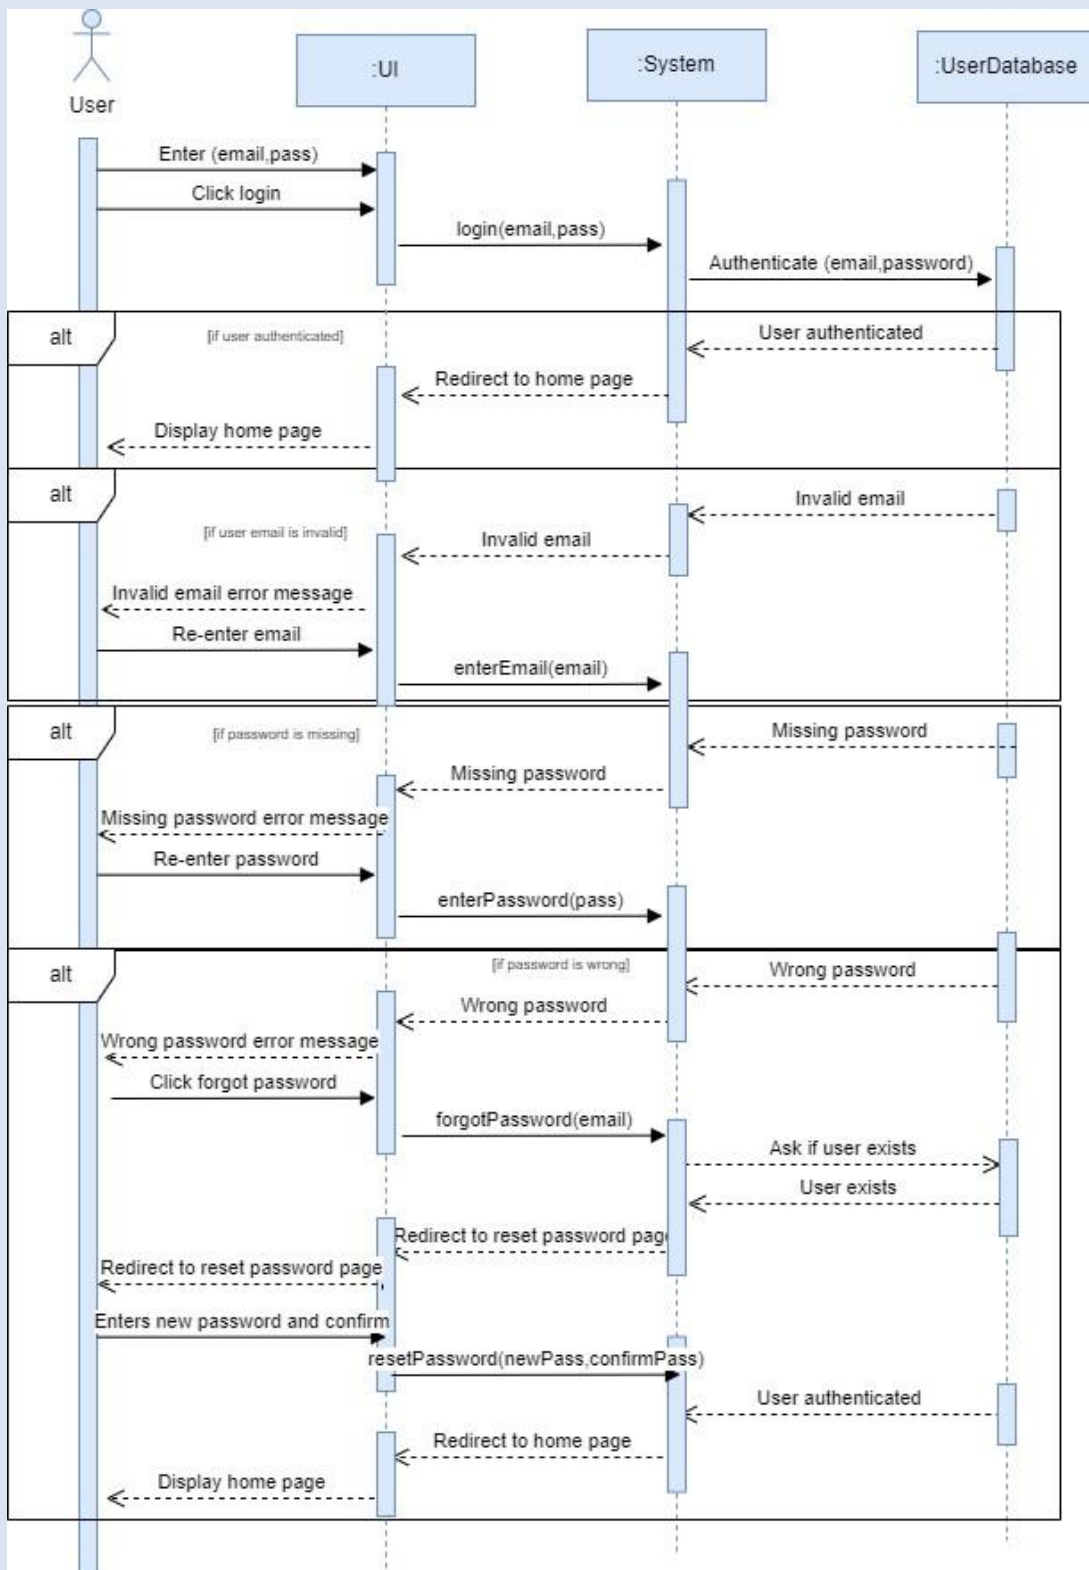 User
:UI
:System
:UserDatabase
Enter (email,pass)
Click login
login(email,pass)
Authenticate (email,password)
alt
[if user authenticated]
User authenticated
Redirect to home page
Display home page
alt
Invalid email
[if user email is invalid]
Invalid email
Invalid email error message
Re-enter email
enterEmail(email)
alt
[if password is missing]
Missing password
Missing password
Missing password error message
Re-enter password
enterPassword(pass)
alt
[if password is wrong]
Wrong password
Wrong password
Wrong password error message
Click forgot password
forgotPassword(email)
Ask if user exists
User exists
Redirect to reset password pag
Redirect to reset password page
Enters new password and confirm
resetPassword(newPass,confirmPass)
User authenticated
Redirect to home page
Display home page